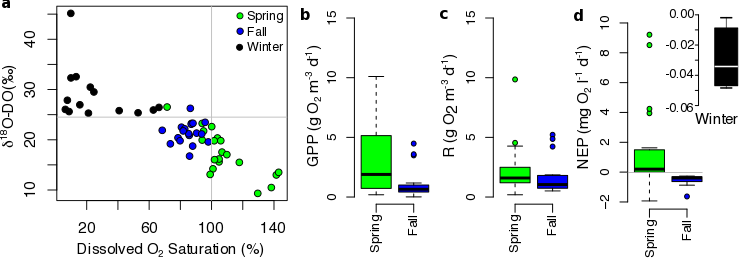 a
δ18O-DO(‰)
40
30
20
10
20
60
100
140
Dissolved O2 Saturation (%)
Spring
Fall
Winter
b
GPP (g O2 m-3 d-1)
15
10
5
0
Spring
Fall
c
R (g O2 m-3 d-1)
15
10
5
0
Spring
Fall
d
NEP (mg O2 l-1 d-1)
10
8
6
4
2
0
−2
Spring
Fall
0.00
-0.02
-0.04
-0.06
Winter